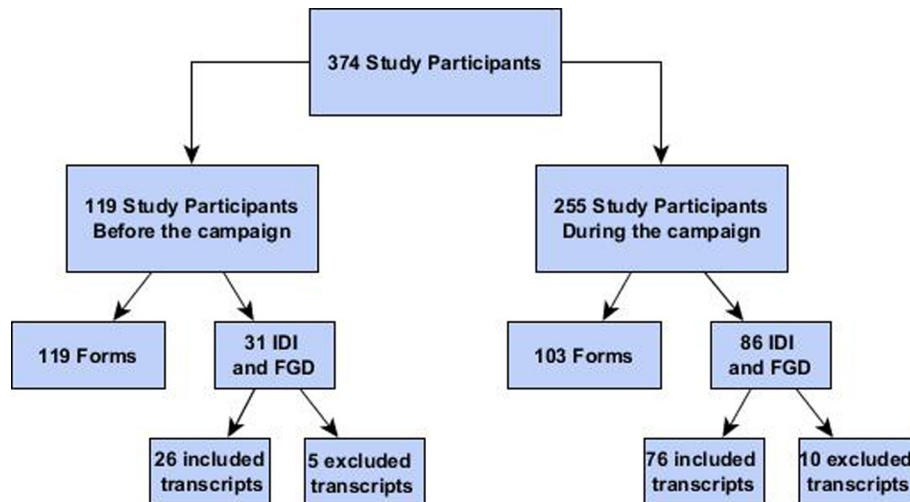 374 Study Participants
119 Study Participants
Before the campaign
255 Study Participants
During the campaign
119 Forms
31 IDI
and FGD
103 Forms
86 IDI
and FGD
26 included
transcripts
5 excluded
transcripts
76 included
transcripts
10 excluded
transcripts